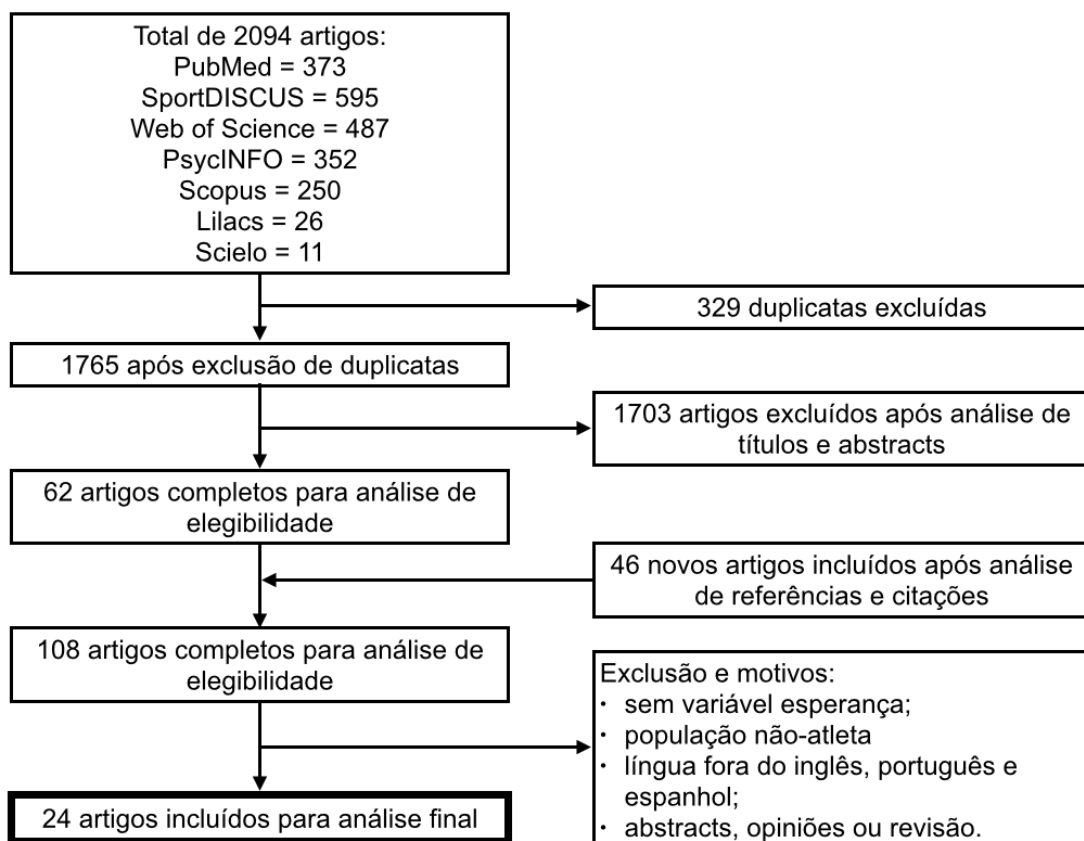 Total de 2094 artigos:
PubMed = 373
SportDISCUS = 595
Web of Science = 487
PsycINFO = 352
Scopus = 250
Lilacs = 26
Scielo = 11
329 duplicatas excluídas
1765 após exclusão de duplicatas
1703 artigos excluídos após análise de
títulos e abstracts
62 artigos completos para análise de
elegibilidade
46 novos artigos incluídos após análise
de referências e citações
108 artigos completos para análise de
elegibilidade
Exclusão e motivos:
• sem variável esperança;
• população não-atleta
• língua fora do inglês, português e
espanhol;
• abstracts, opiniões ou revisão.
24 artigos incluídos para análise final